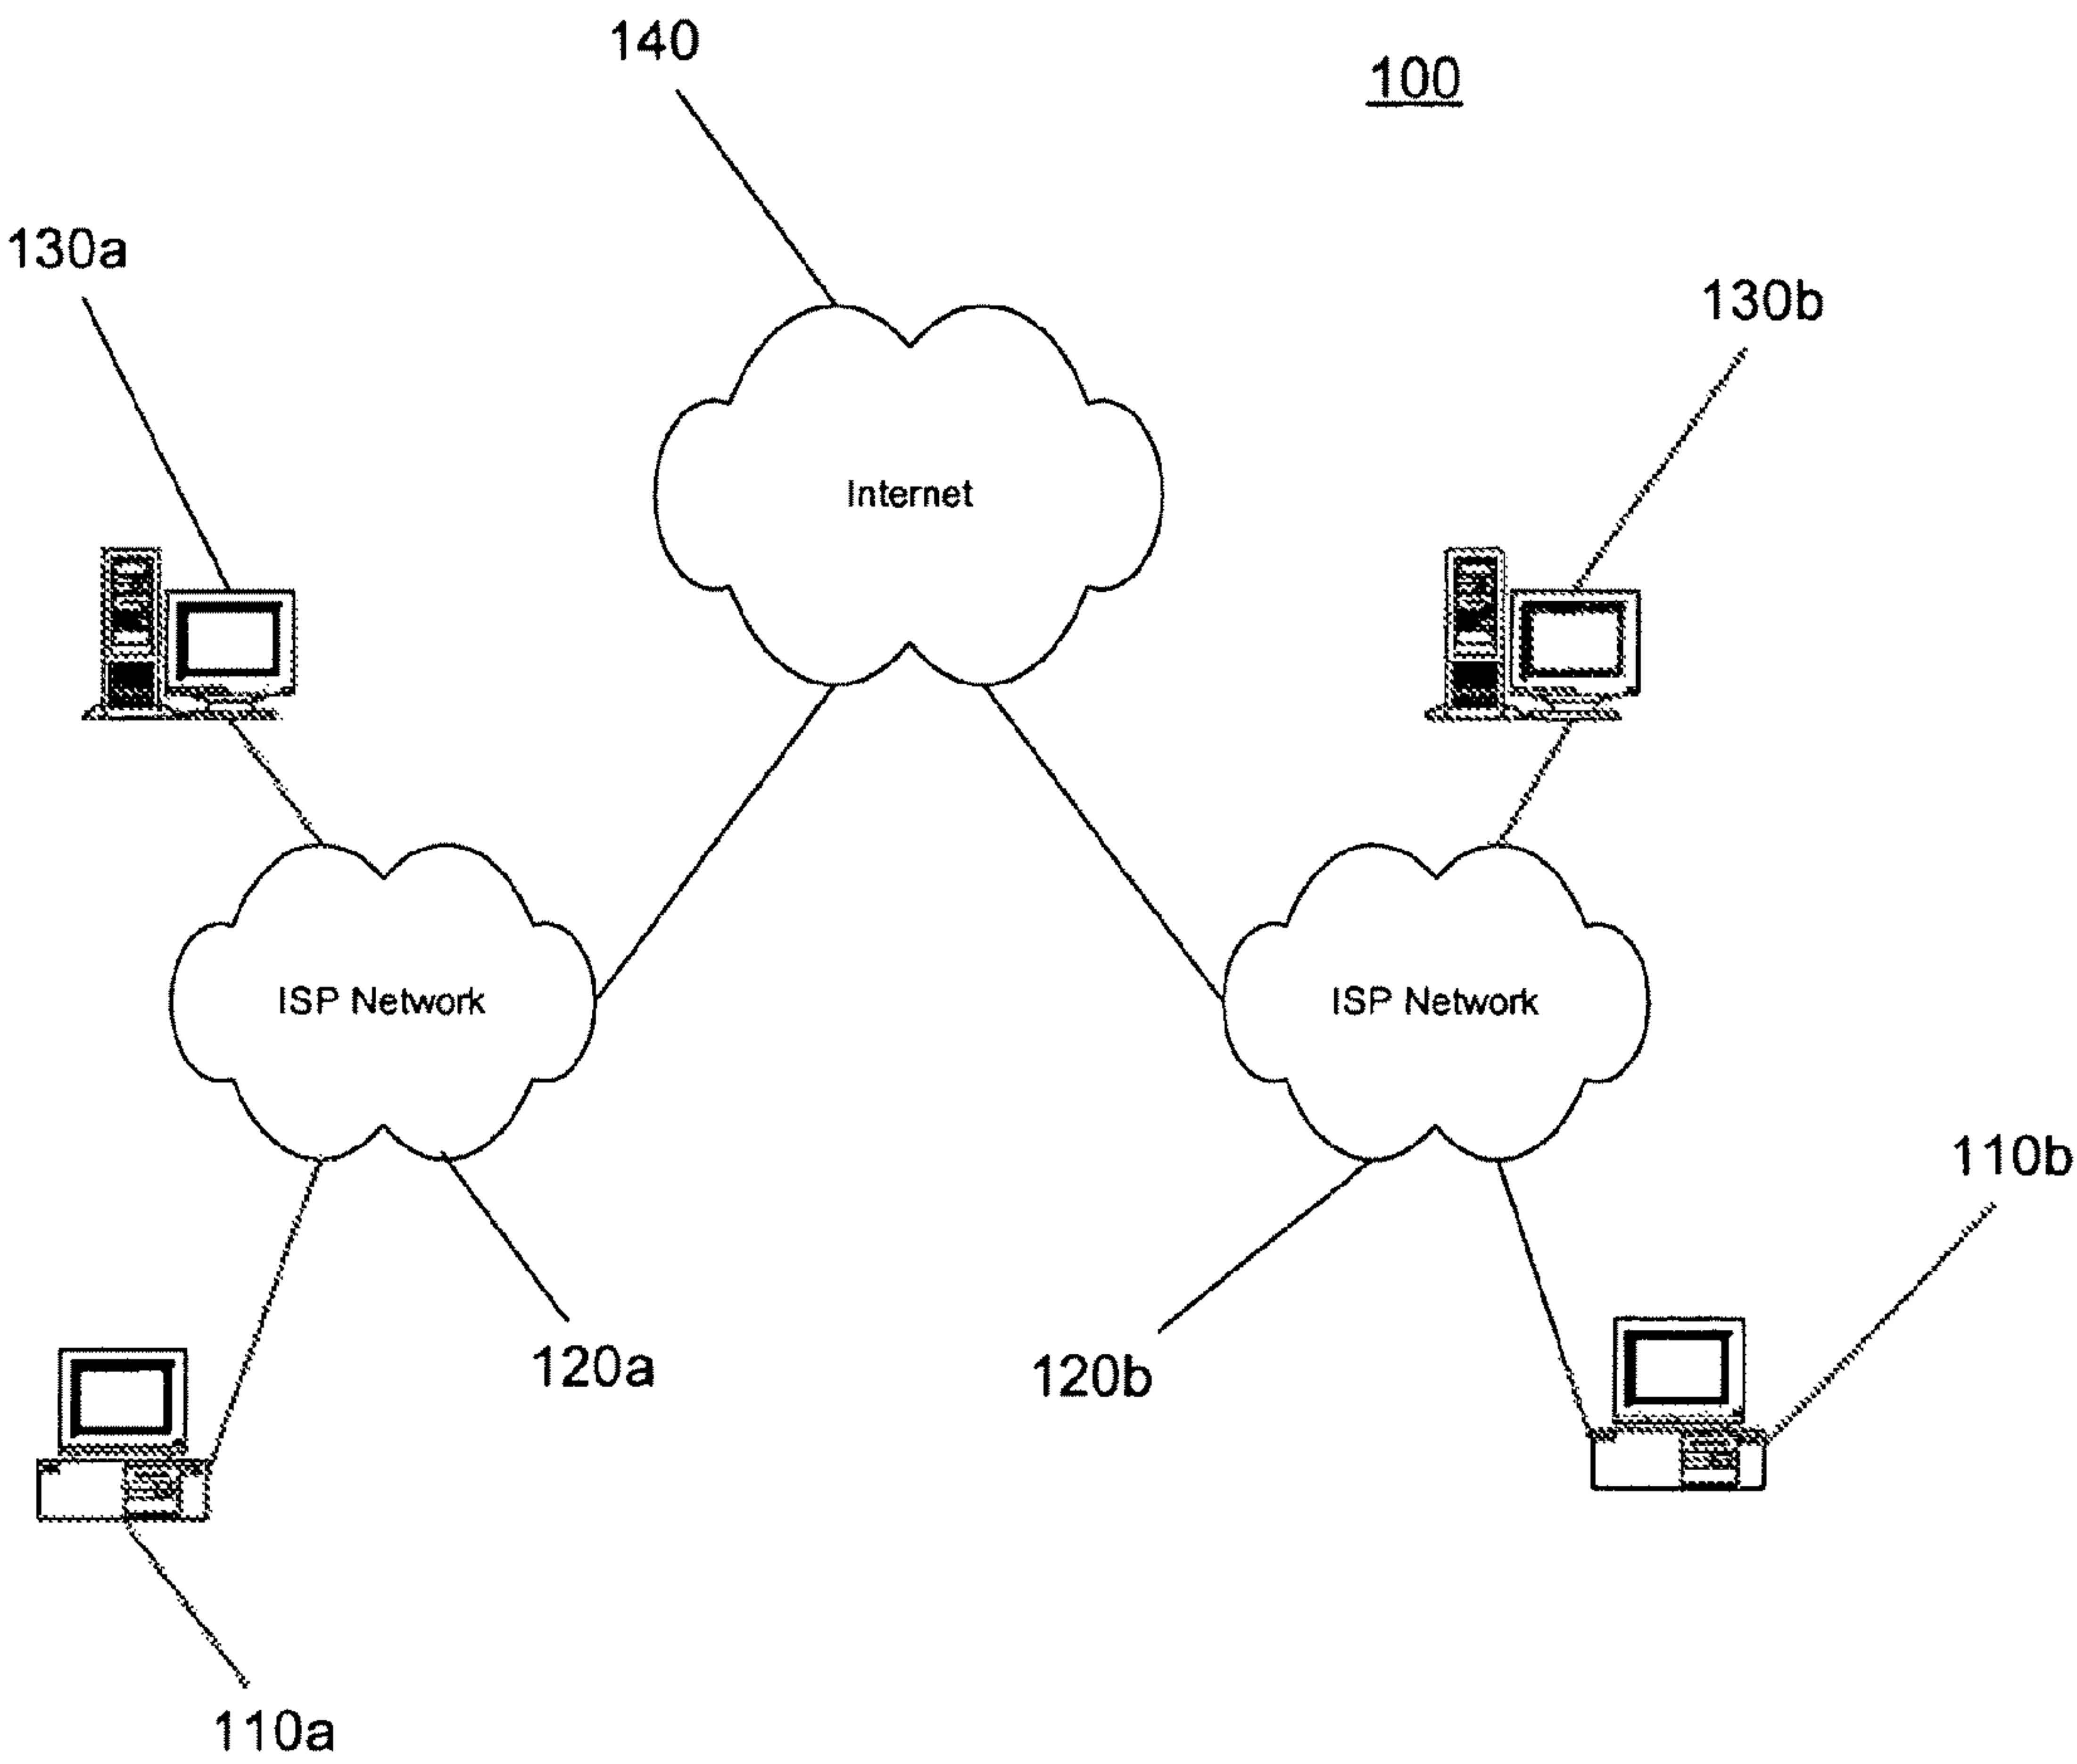 140
100
130a
130b
Internet
ISP Network
ISP Network
110b
120a
120b
110a